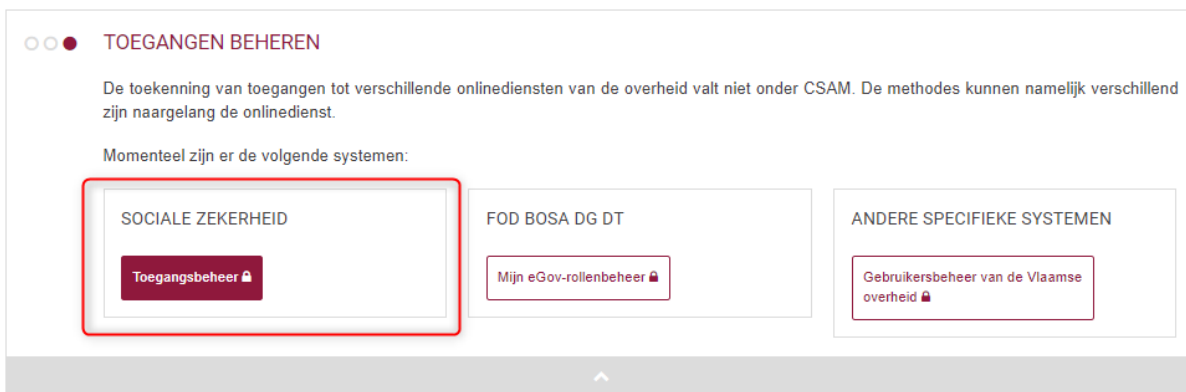 TOEGANGEN BEHEREN
De toekenning van toegangen tot verschillende onlinediensten van de overheid valt niet onder CSAM. De methodes kunnen namelijk verschillend
zijn naargelang de onlinedienst.
Momenteel zijn er de volgende systemen:
SOCIALE ZEKERHEID
Toegangsbeheer
FOD BOSA DG DT
Mijn eGov-rollenbeheer
ANDERE SPECIFIEKE SYSTEMEN
Gebruikersbeheer van de Vlaamse
overheid